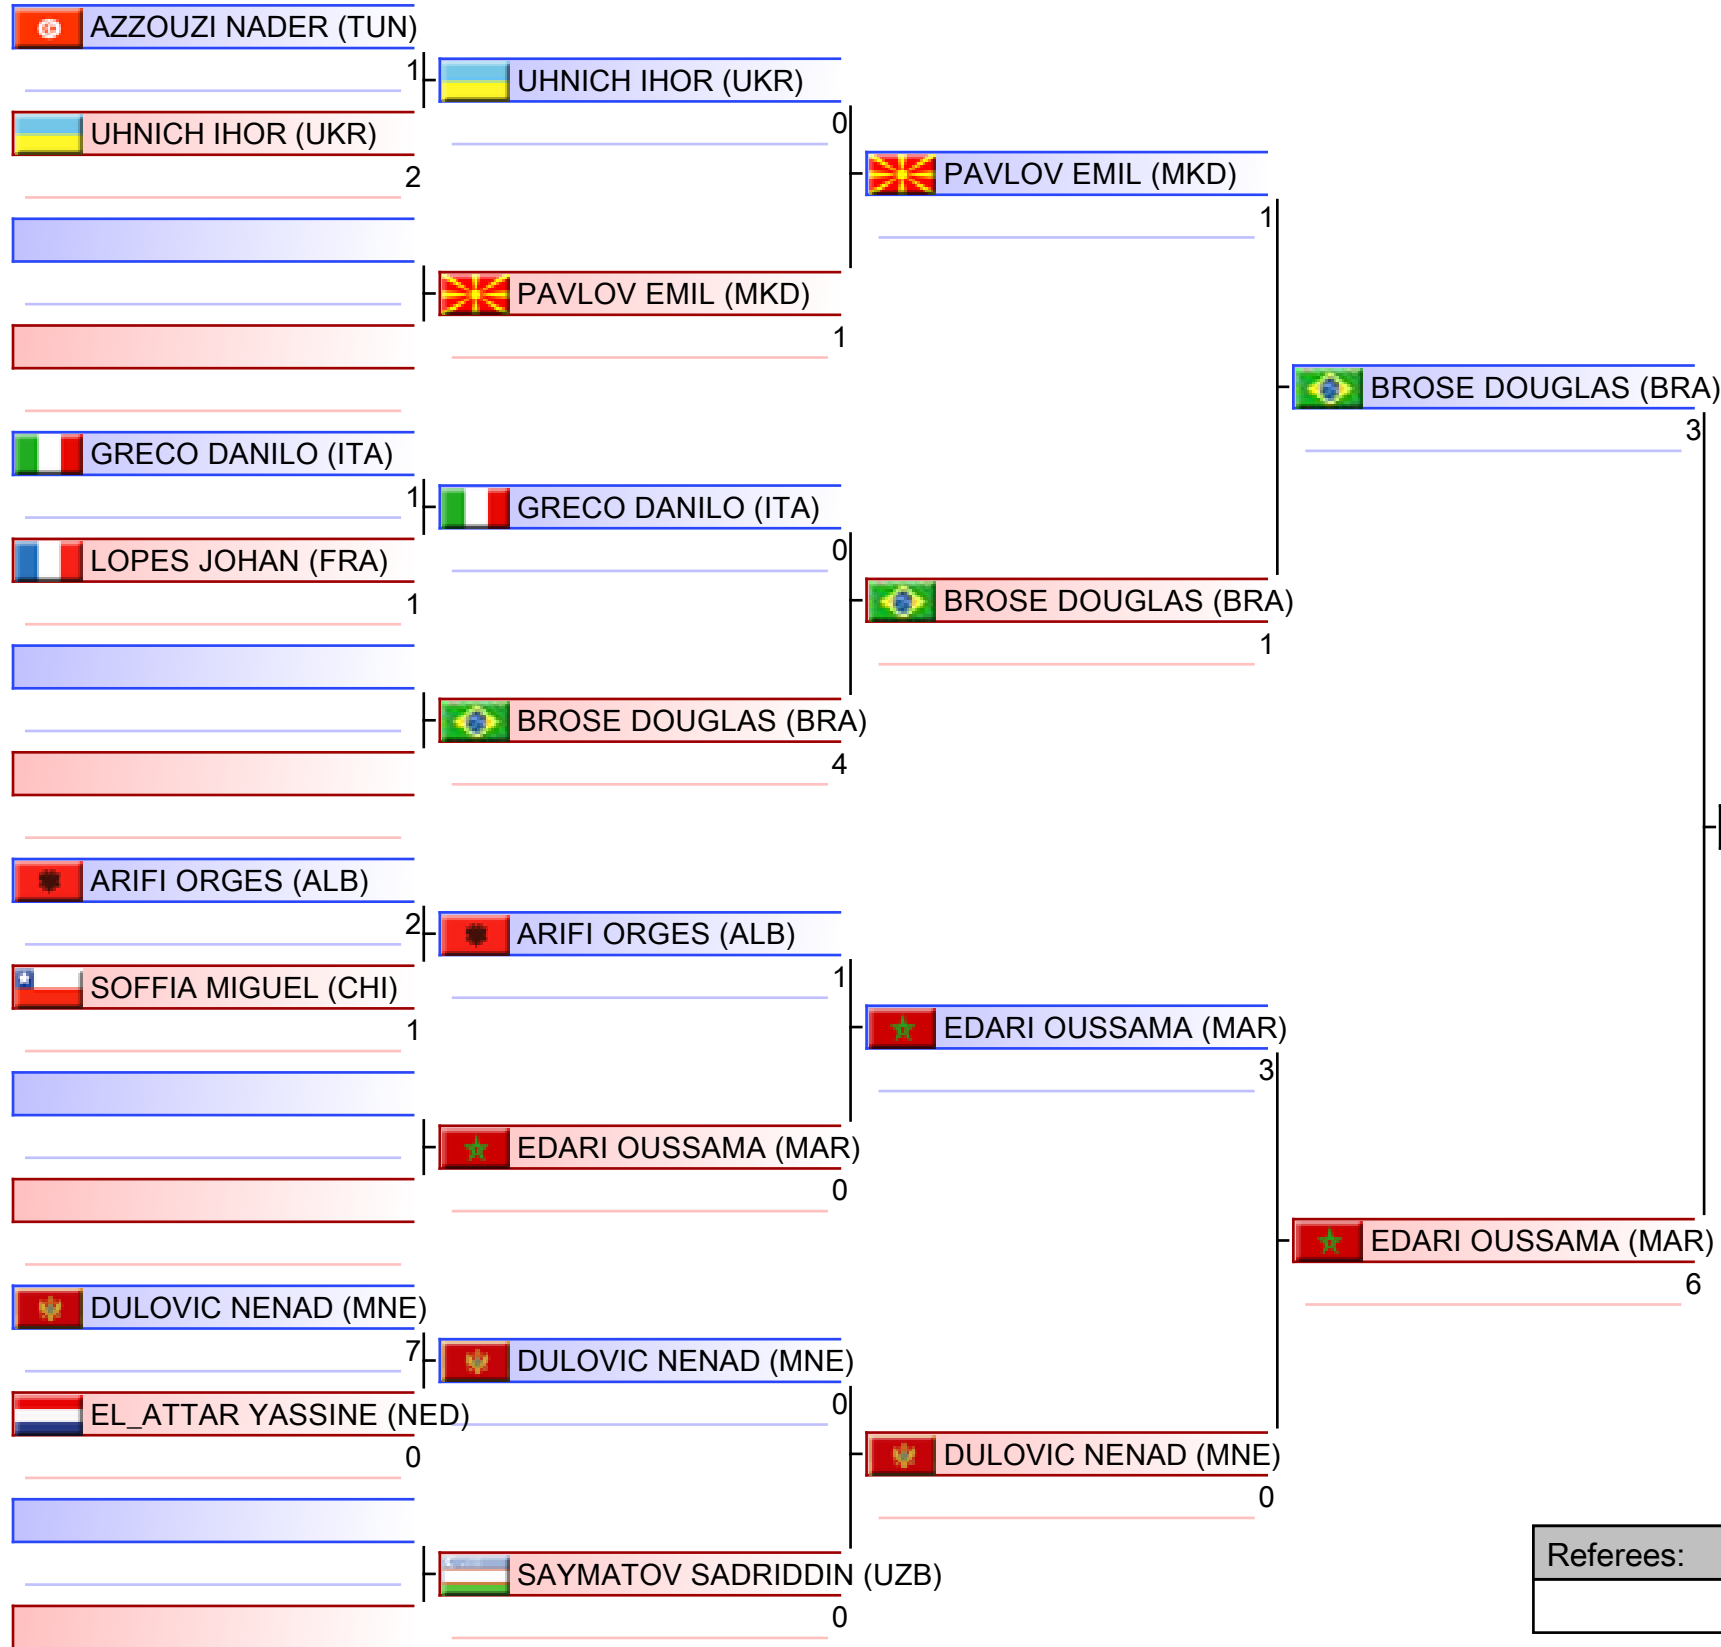 AZZOUZI NADER (TUN)
1
UHNICH IHOR (UKR)
2
GRECO DANILO (ITA)
1
LOPES JOHAN (FRA)
1
ARIFI ORGES (ALB)
2
SOFFIA MIGUEL (CHI)
1
DULOVIC NENAD (MNE)
7
EL_ATTAR YASSINE (NED)
0
UHNICH IHOR (UKR)
0
PAVLOV EMIL (MKD)
1
GRECO DANILO (ITA)
0
BROSE DOUGLAS (BRA)
4
ARIFI ORGES (ALB)
1
EDARI OUSSAMA (MAR)
0
DULOVIC NENAD (MNE)
0
SAYMATOV SADRIDDIN (UZB)
0
PAVLOV EMIL (MKD)
1
BROSE DOUGLAS (BRA)
1
EDARI OUSSAMA (MAR)
3
DULOVIC NENAD (MNE)
0
BROSE DOUGLAS (BRA)
3
EDARI OUSSAMA (MAR)
6
Referees: